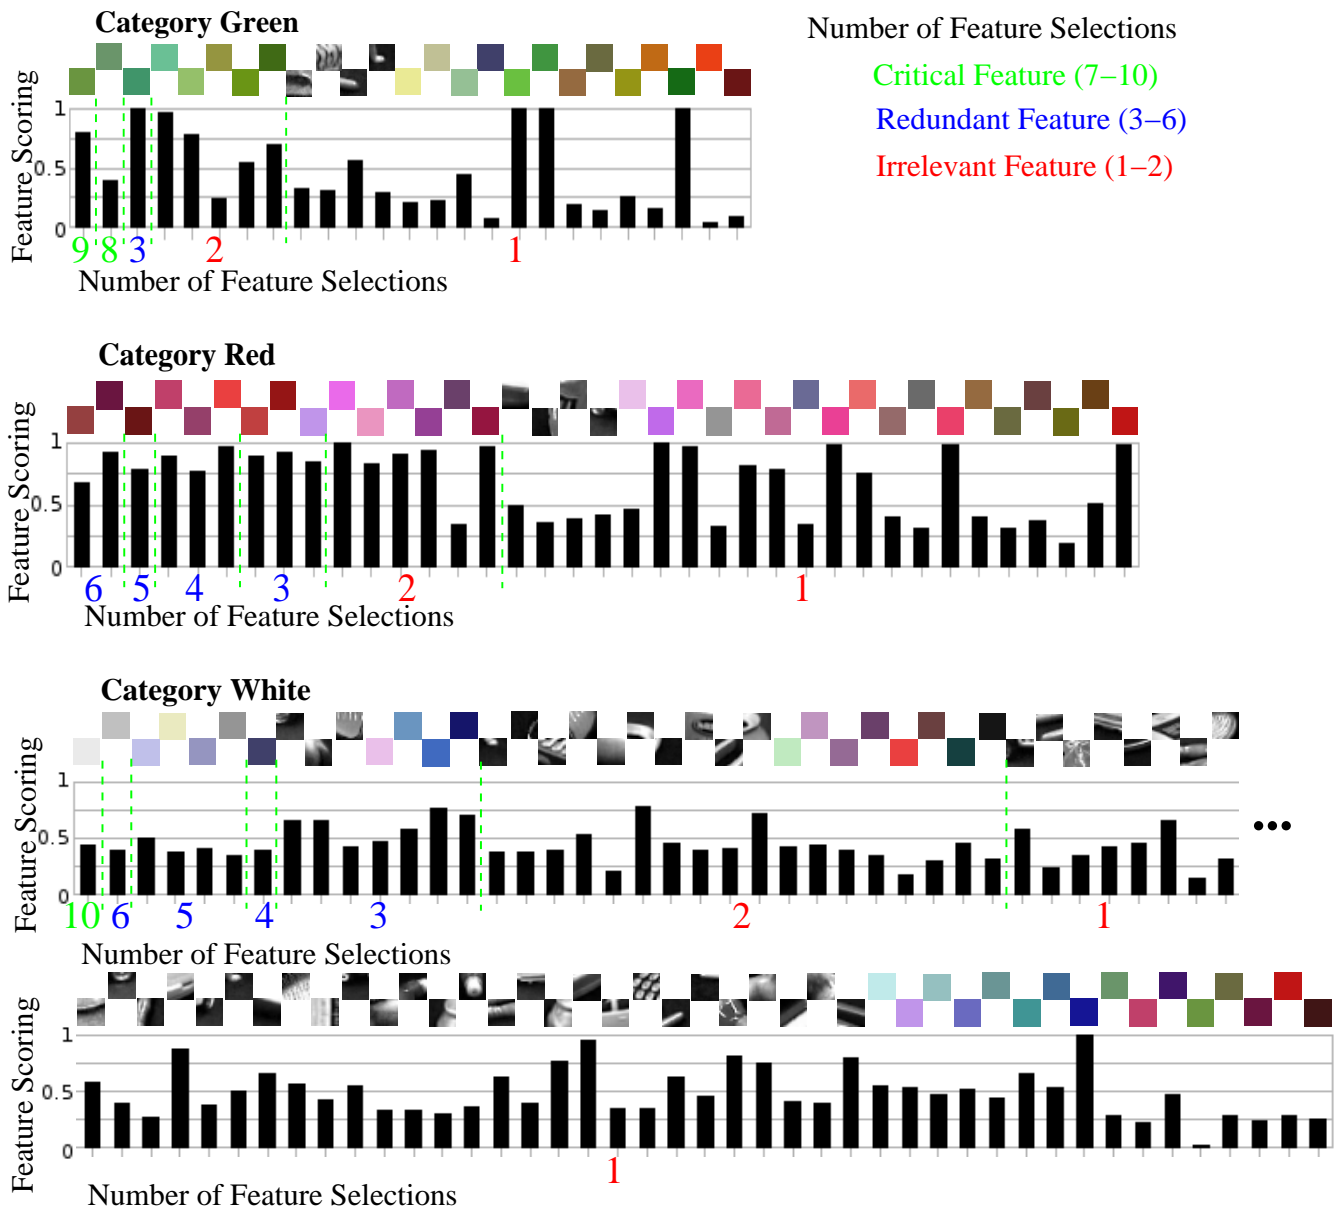 Category Green
Number of Feature Selections
Critical Feature (7–10)
Redundant Feature (3–6)
Irrelevant Feature (1–2)
Feature Scoring
1
0.5
0
9 8 3 2 1
Number of Feature Selections
Category Red
Feature Scoring
1
0.5
0
6 5 4 3 2 1
Number of Feature Selections
Category White
Feature Scoring
1
0.5
0
10 6 5 4 3 2 1
•••
Number of Feature Selections
Feature Scoring
1
0.5
0
1
Number of Feature Selections